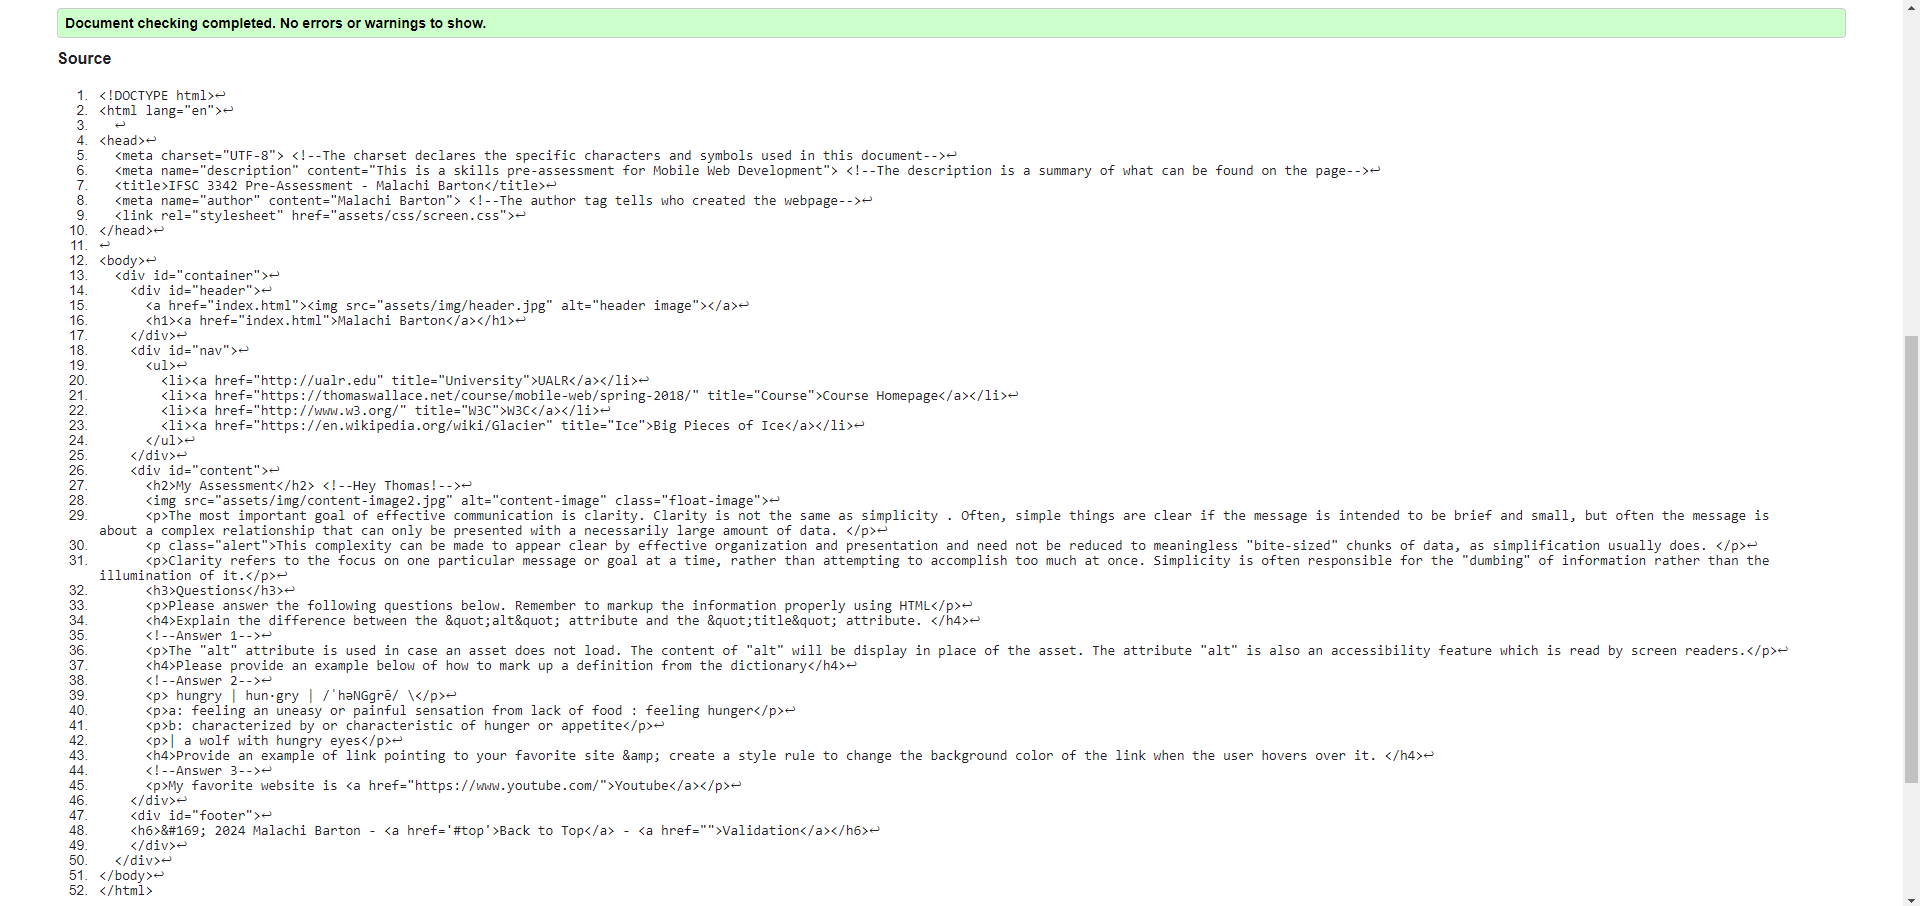 Document checking completed. No errors or warnings to show.
Source
1. <!DOCTYPE html>↩
2. <html lang="en">↩
3.   ↩
4. <head>↩
5.   <meta charset="UTF-8"> <!--The charset declares the specific characters and symbols used in this document-->↩
6.   <meta name="description" content="This is a skills pre-assessment for Mobile Web Development"> <!--The description is a summary of what can be found on the page-->↩
7.   <title>IFSC 3342 Pre-Assessment - Malachi Barton</title>↩
8.   <meta name="author" content="Malachi Barton"> <!--The author tag tells who created the webpage-->↩
9.   <link rel="stylesheet" href="assets/css/screen.css">↩
10. </head>↩
11. ↩
12. <body>↩
13.   <div id="container">↩
14.     <div id="header">↩
15.       <a href="index.html"><img src="assets/img/header.jpg" alt="header image"></a>↩
16.       <h1><a href="index.html">Malachi Barton</a></h1>↩
17.     </div>↩
18.     <div id="nav">↩
19.       <ul>↩
20.         <li><a href="http://ualr.edu" title="University">UALR</a></li>↩
21.         <li><a href="https://thomaswallace.net/course/mobile-web/spring-2018/" title="Course">Course Homepage</a></li>↩
22.         <li><a href="http://www.w3.org/" title="W3C">W3C</a></li>↩
23.         <li><a href="https://en.wikipedia.org/wiki/Glacier" title="Ice">Big Pieces of Ice</a></li>↩
24.       </ul>↩
25.     </div>↩
26.     <div id="content">↩
27.       <h2>My Assessment</h2> <!--Hey Thomas!-->↩
28.       <img src="assets/img/content-image2.jpg" alt="content-image" class="float-image">↩
29.       <p>The most important goal of effective communication is clarity. Clarity is not the same as simplicity . Often, simple things are clear if the message is intended to be brief and small, but often the message is
about a complex relationship that can only be presented with a necessarily large amount of data. </p>↩
30.       <p class="alert">This complexity can be made to appear clear by effective organization and presentation and need not be reduced to meaningless "bite-sized" chunks of data, as simplification usually does. </p>↩
31.       <p>Clarity refers to the focus on one particular message or goal at a time, rather than attempting to accomplish too much at once. Simplicity is often responsible for the "dumbing" of information rather than the
illumination of it.</p>↩
32.       <h3>Questions</h3>↩
33.       <p>Please answer the following questions below. Remember to markup the information properly using HTML</p>↩
34.       <h4>Explain the difference between the &quot;alt&quot; attribute and the &quot;title&quot; attribute. </h4>↩
35.       <!--Answer 1-->↩
36.       <p>The "alt" attribute is used in case an asset does not load. The content of "alt" will be display in place of the asset. The attribute "alt" is also an accessibility feature which is read by screen readers.</p>↩
37.       <h4>Please provide an example below of how to mark up a definition from the dictionary</h4>↩
38.       <!--Answer 2-->↩
39.       <p> hungry | hun·gry | /ˈhəNGɡrē/ \</p>↩
40.       <p>a: feeling an uneasy or painful sensation from lack of food : feeling hunger</p>↩
41.       <p>b: characterized by or characteristic of hunger or appetite</p>↩
42.       <p>| a wolf with hungry eyes</p>↩
43.       <h4>Provide an example of link pointing to your favorite site &amp; create a style rule to change the background color of the link when the user hovers over it. </h4>↩
44.       <!--Answer 3-->↩
45.       <p>My favorite website is <a href="https://www.youtube.com/">Youtube</a></p>↩
46.     </div>↩
47.     <div id="footer">↩
48.     <h6>&#169; 2024 Malachi Barton - <a href='#top'>Back to Top</a> - <a href="">Validation</a></h6>↩
49.     </div>↩
50.   </div>↩
51. </body>↩
52. </html>